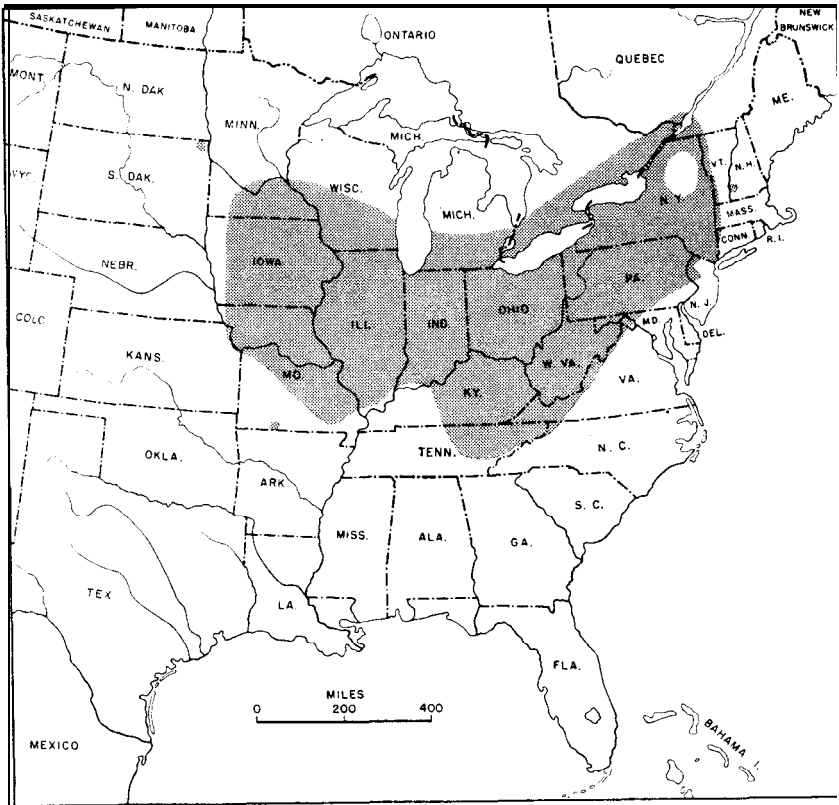 SASKATCHEWAN
MANITOBA
ONTARIO
QUEBEC
NEW
BRUNSWICK
MONT.
N. DAK
MINN.
MICH.
ME.
VT.
N.H.
S. DAK.
WYC.
WISC.
MICH.
N.Y.
MASS.
CONN.
R.I.
NEBR.
IOWA
PA.
N. J.
COLC
ILL.
IND.
OHIO
MD.
DEL.
KANS.
MO.
W. VA.
VA.
KY.
OKLA.
TENN.
N. C.
ARK
S. C.
MISS.
ALA.
GA.
TEX
LA.
FLA.
MILES
0 200 400
MEXICO
BAHAMA I.